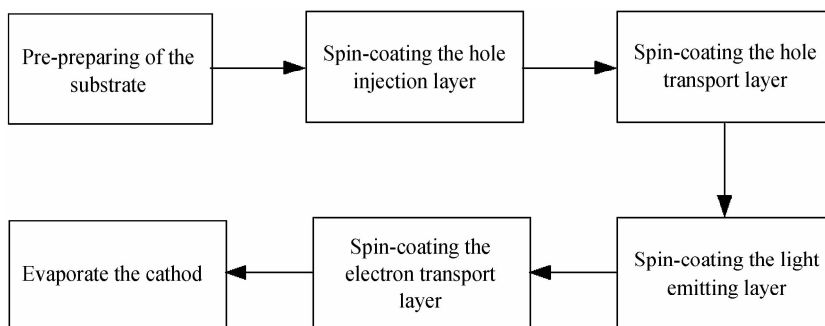 Pre-preparing of the
substrate
Spin-coating the hole
injection layer
Spin-coating the hole
transport layer
Spin-coating the light
emitting layer
Spin-coating the
electron transport
layer
Evaporate the cathod